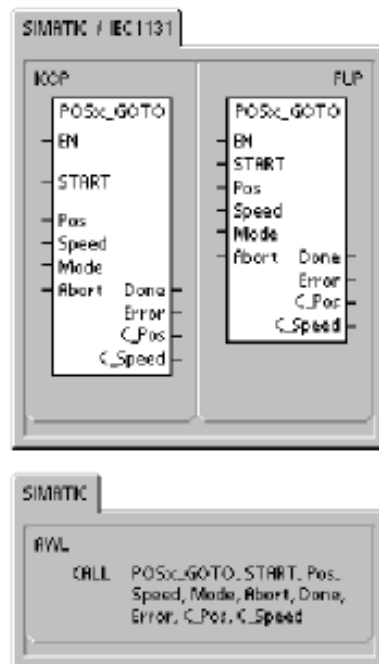 SIMATIC / IEC1131
KOP
FUP
POSx_GOTO
EN
START
Pos
Speed
Mode
Abort Done
Error
C_Pos
C_Speed
POSx_GOTO
EN
START
Pos
Speed
Mode
Abort Done
Error
C_Pos
C_Speed
SIMATIC
AWL
CALL POSx_GOTO, START, Pos,
Speed, Mode, Abort, Done,
Error, C_Pos, C_Speed